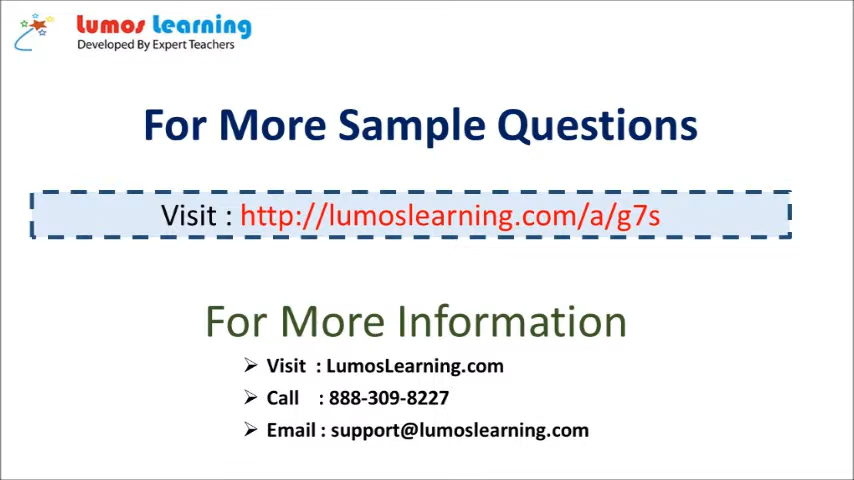 Lumos Learning
Developed By Expert Teachers
For More Sample Questions
Visit : http://lumoslearning.com/a/g7s
For More Information
➢ Visit : LumosLearning.com
➢ Call : 888-309-8227
➢ Email : support@lumoslearning.com